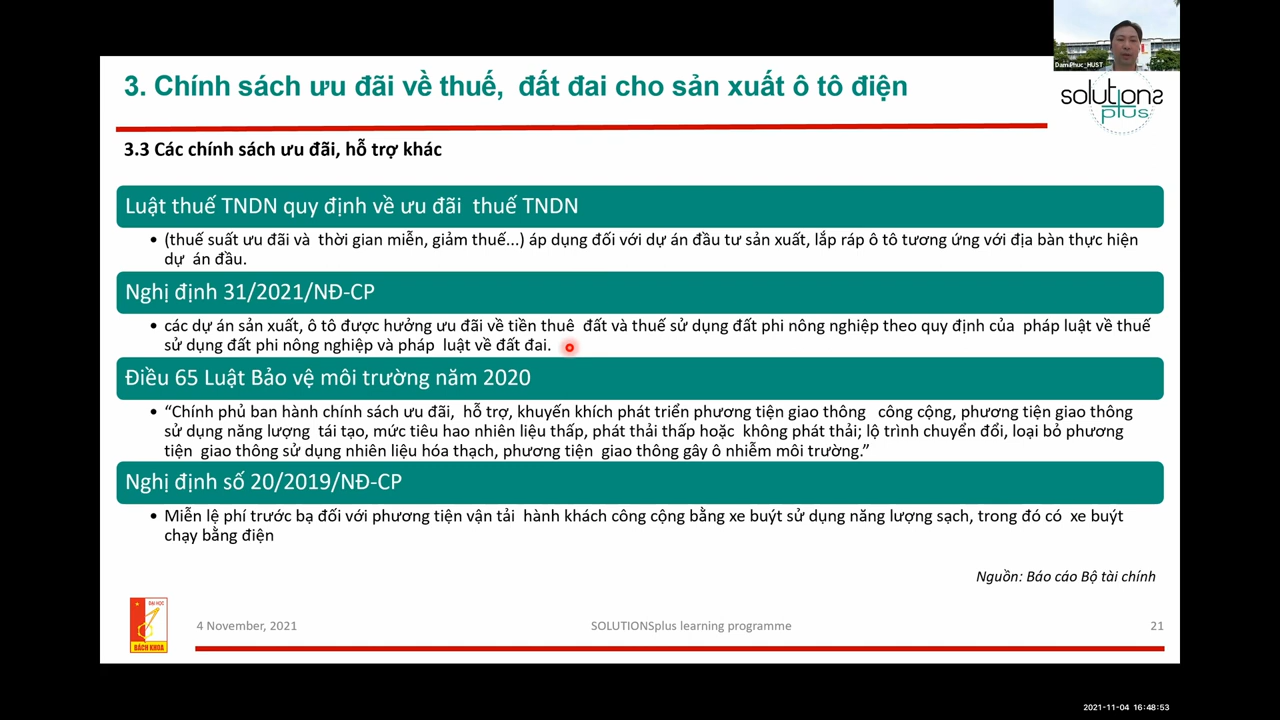 Dam Phuc_HUST
3. Chính sách ưu đãi về thuế, đất đai cho sản xuất ô tô điện
solutions
plus
3.3 Các chính sách ưu đãi, hỗ trợ khác
Luật thuế TNDN quy định về ưu đãi thuế TNDN
• (thuế suất ưu đãi và thời gian miễn, giảm thuế...) áp dụng đối với dự án đầu tư sản xuất, lắp ráp ô tô tương ứng với địa bàn thực hiện
dự án đầu.
Nghị định 31/2021/NĐ-CP
• các dự án sản xuất, ô tô được hưởng ưu đãi về tiền thuê đất và thuế sử dụng đất phi nông nghiệp theo quy định của pháp luật về thuế
sử dụng đất phi nông nghiệp và pháp luật về đất đai.
Điều 65 Luật Bảo vệ môi trường năm 2020
• “Chính phủ ban hành chính sách ưu đãi, hỗ trợ, khuyến khích phát triển phương tiện giao thông công cộng, phương tiện giao thông
sử dụng năng lượng tái tạo, mức tiêu hao nhiên liệu thấp, phát thải thấp hoặc không phát thải; lộ trình chuyển đổi, loại bỏ phương
tiện giao thông sử dụng nhiên liệu hóa thạch, phương tiện giao thông gây ô nhiễm môi trường.”
Nghị định số 20/2019/NĐ-CP
• Miễn lệ phí trước bạ đối với phương tiện vận tải hành khách công cộng bằng xe buýt sử dụng năng lượng sạch, trong đó có xe buýt
chạy bằng điện
Nguồn: Báo cáo Bộ tài chính
ĐẠI HỌC
BÁCH KHOA
4 November, 2021
SOLUTIONSplus learning programme
21
2021-11-04 16:48:53